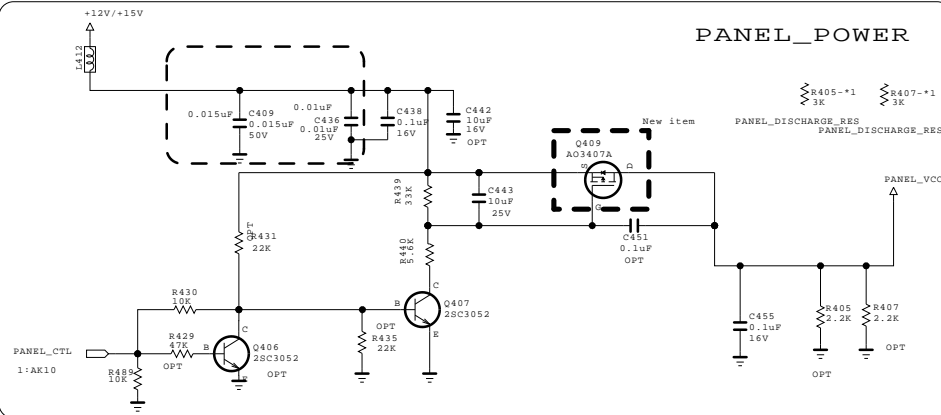 +12V/+15V
PANEL_POWER
L412
0.015uF
C409
0.015uF
50V
0.01uF
C436
0.01uF
25V
C438
0.1uF
16V
C442
10uF
16V
OPT
R405-*1
3K
PANEL_DISCHARGE_RES
R407-*1
3K
PANEL_DISCHARGE_RES
New item
Q409
AO3407A
S
D
G
PANEL_VCC
R439
33K
C443
10uF
25V
C451
0.1uF
OPT
OPT
R431
22K
R440
5.6K
R430
10K
R429
47K
OPT
B
C
E
Q406
2SC3052
OPT
B
C
E
Q407
2SC3052
OPT
R435
22K
PANEL_CTL
1:AK10
R489
10K
C455
0.1uF
16V
R405
2.2K
OPT
R407
2.2K
OPT